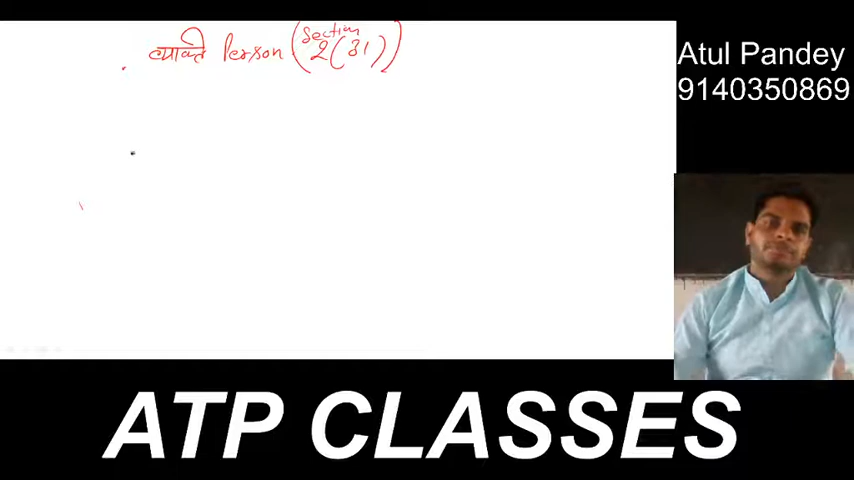 व्यक्ति Person (Section 2(31))
Atul Pandey
9140350869
ATP CLASSES